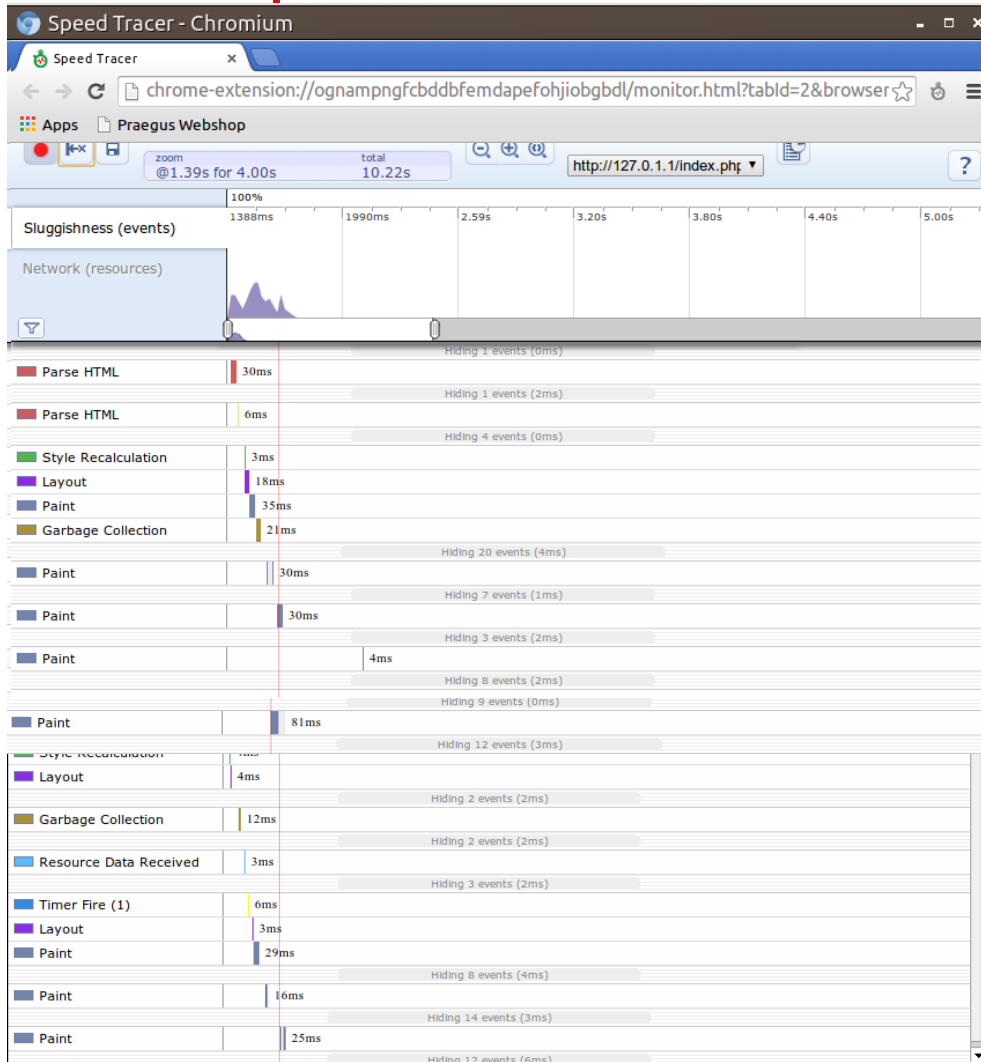 Speed Tracer - Chromium
Speed Tracer
chrome-extension://ognampngfcbddbfemdapefohjiobgbdl/monitor.html?tabId=2&browser
Apps Praegus Webshop
zoom total
@1.39s for 4.00s 10.22s
http://127.0.1.1/index.php
?
100%
1388ms 1990ms 2.59s 3.20s 3.80s 4.40s 5.00s
Sluggishness (events)
Network (resources)
Hiding 1 events (0ms)
Parse HTML 30ms
Hiding 1 events (2ms)
Parse HTML 6ms
Hiding 4 events (0ms)
Style Recalculation 3ms
Layout 18ms
Paint 35ms
Garbage Collection 21ms
Hiding 20 events (4ms)
Paint 30ms
Hiding 7 events (1ms)
Paint 30ms
Hiding 3 events (2ms)
Paint 4ms
Hiding 8 events (2ms)
Hiding 9 events (0ms)
Paint 81ms
Hiding 12 events (3ms)
Style Recalculation
Layout 4ms
Hiding 2 events (2ms)
Garbage Collection 12ms
Hiding 2 events (2ms)
Resource Data Received 3ms
Hiding 3 events (2ms)
Timer Fire (1) 6ms
Layout 3ms
Paint 29ms
Hiding 8 events (4ms)
Paint 16ms
Hiding 14 events (3ms)
Paint 25ms
Hiding 12 events (6ms)